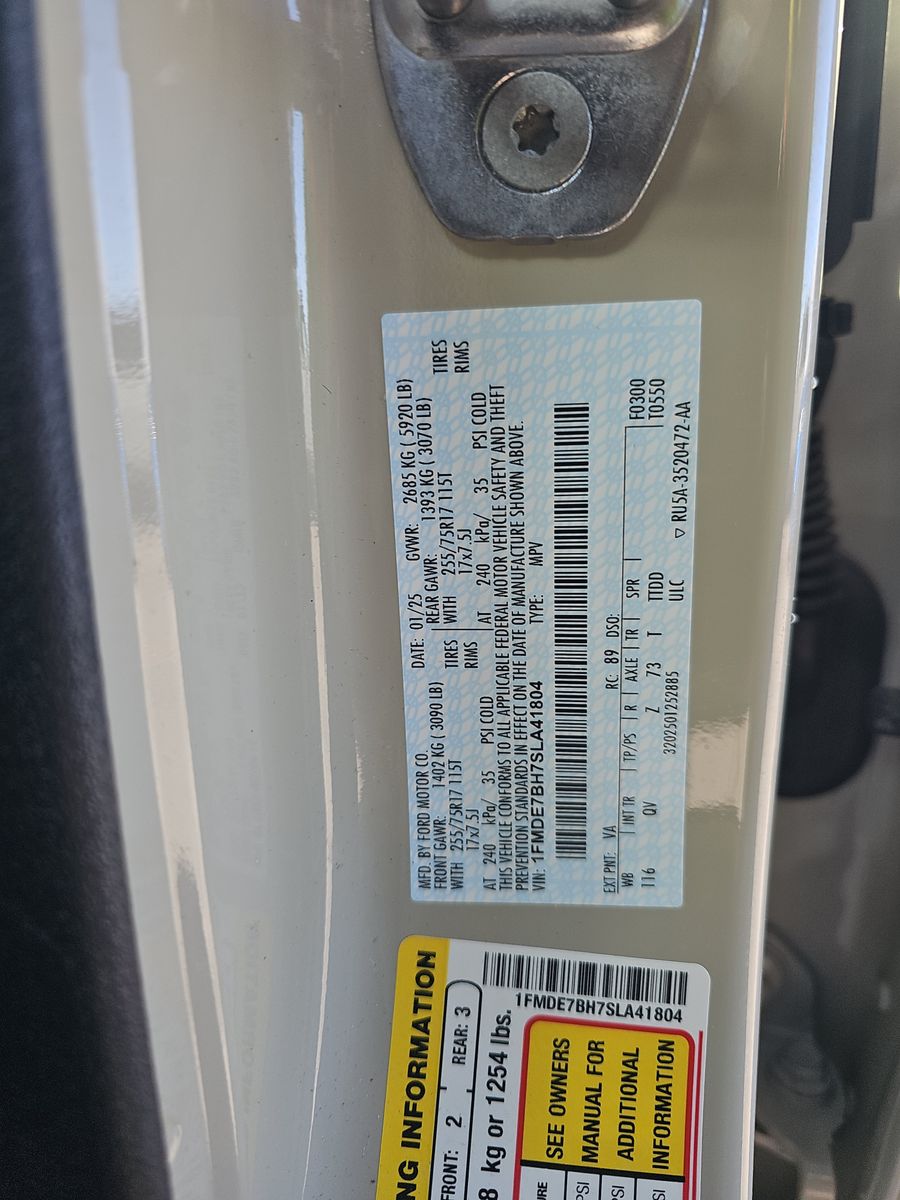 MFD. BY FORD MOTOR CO.
DATE: 01/25 GVWR: 2685 KG ( 5920 LB)
FRONT GAWR: 1402 KG ( 3090 LB) REAR GAWR: 1393 KG ( 3070 LB)
WITH 255/75R17 115T TIRES WITH 255/75R17 115T TIRES
17x7.5J RIMS 17x7.5J RIMS
AT 240 kPa/ 35 PSI COLD AT 240 kPa/ 35 PSI COLD
THIS VEHICLE CONFORMS TO ALL APPLICABLE FEDERAL MOTOR VEHICLE SAFETY AND THEFT
PREVENTION STANDARDS IN EFFECT ON THE DATE OF MANUFACTURE SHOWN ABOVE.
VIN: 1FMDE7BH7SLA41804 TYPE: MPV
EXT PNT: VA RC: 89 DSO:
WB INT TR TP/PS R AXLE TR SPR F0300
116 QV Z 73 T TTDD T0550
3202501252885 ULC
RU5A-3520472-AA
NG INFORMATION
FRONT: 2 REAR: 3
8 kg or 1254 lbs.
1FMDE7BH7SLA41804
URE
PSI
PSI
SI
SEE OWNERS
MANUAL FOR
ADDITIONAL
INFORMATION